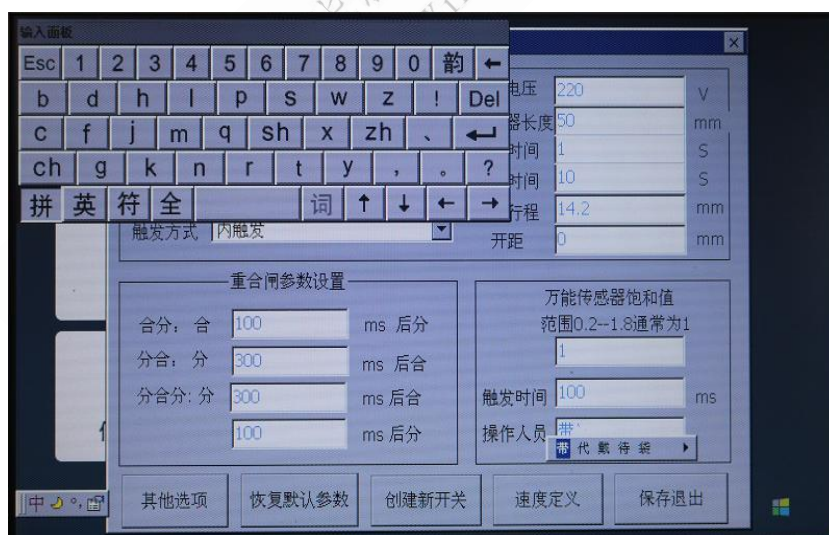 输入面板
Esc 1 2 3 4 5 6 7 8 9 0 韵 ←
b d h l p s w z ! Del
c f j m q sh x zh 、 ↵
ch g k n r t y , 。 ?
拼 英 符 全 词 ↑ ↓ ← →
电压 220 V
器长度 50 mm
时间 1 S
时间 10 S
行程 14.2 mm
触发方式 内触发
开距 0 mm
重合闸参数设置
合分: 合 100 ms 后分
分合: 分 300 ms 后合
分合分: 分 300 ms 后合
100 ms 后分
万能传感器饱和值
范围0.2--1.8通常为1
1
触发时间 100 ms
操作人员 带'
带 代 戴 待 袋
其他选项 恢复默认参数 创建新开关 速度定义 保存退出
中